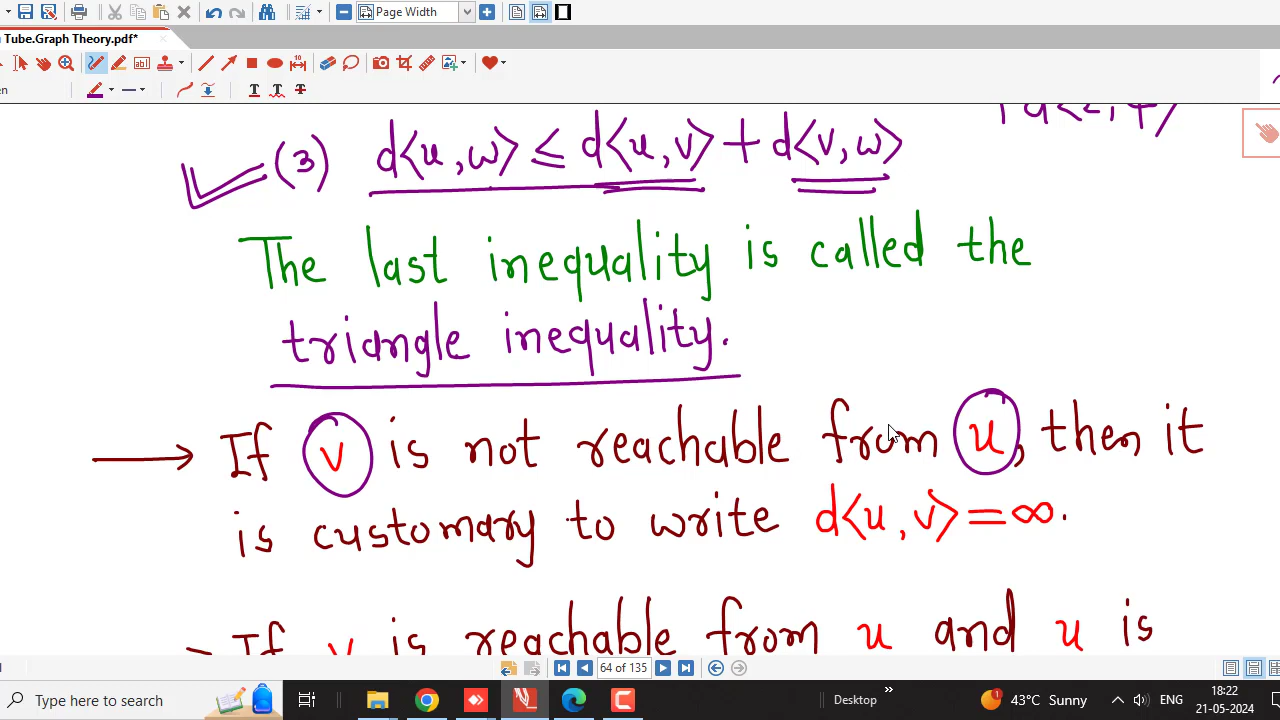 Page Width
Tube.Graph Theory.pdf*
(3) d⟨u,w⟩ ≤ d⟨u,v⟩ + d⟨v,w⟩
The last inequality is called the
triangle inequality.
→ If v is not reachable from u, then it
is customary to write d⟨u,v⟩ = ∞.
→ If v is reachable from u and u is
64 of 135
Type here to search
Desktop
»
1
43°C Sunny
ENG
18:22
21-05-2024